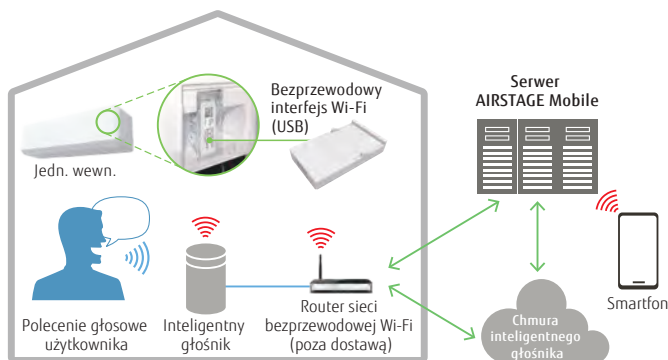 Bezprzewodowy
interfejs Wi-Fi
(USB)
Jedn. wewn.
Serwer
AIRSTAGE Mobile
Polecenie głosowe
użytkownika
Inteligentny
głośnik
Router sieci
bezprzewodowej Wi-Fi
(poza dostawą)
Chmura
inteligentnego
głośnika
Smartfon